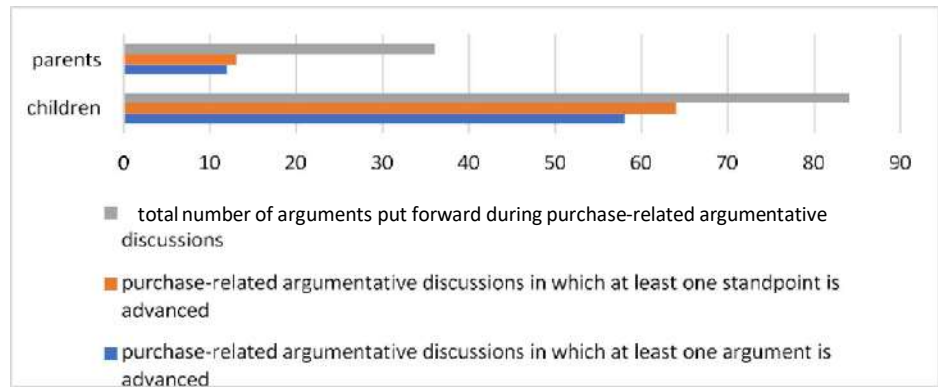 parents
children
0 10 20 30 40 50 60 70 80 90
total number of arguments put forward during purchase-related argumentative
discussions
purchase-related argumentative discussions in which at least one standpoint is
advanced
purchase-related argumentative discussions in which at least one argument is
advanced